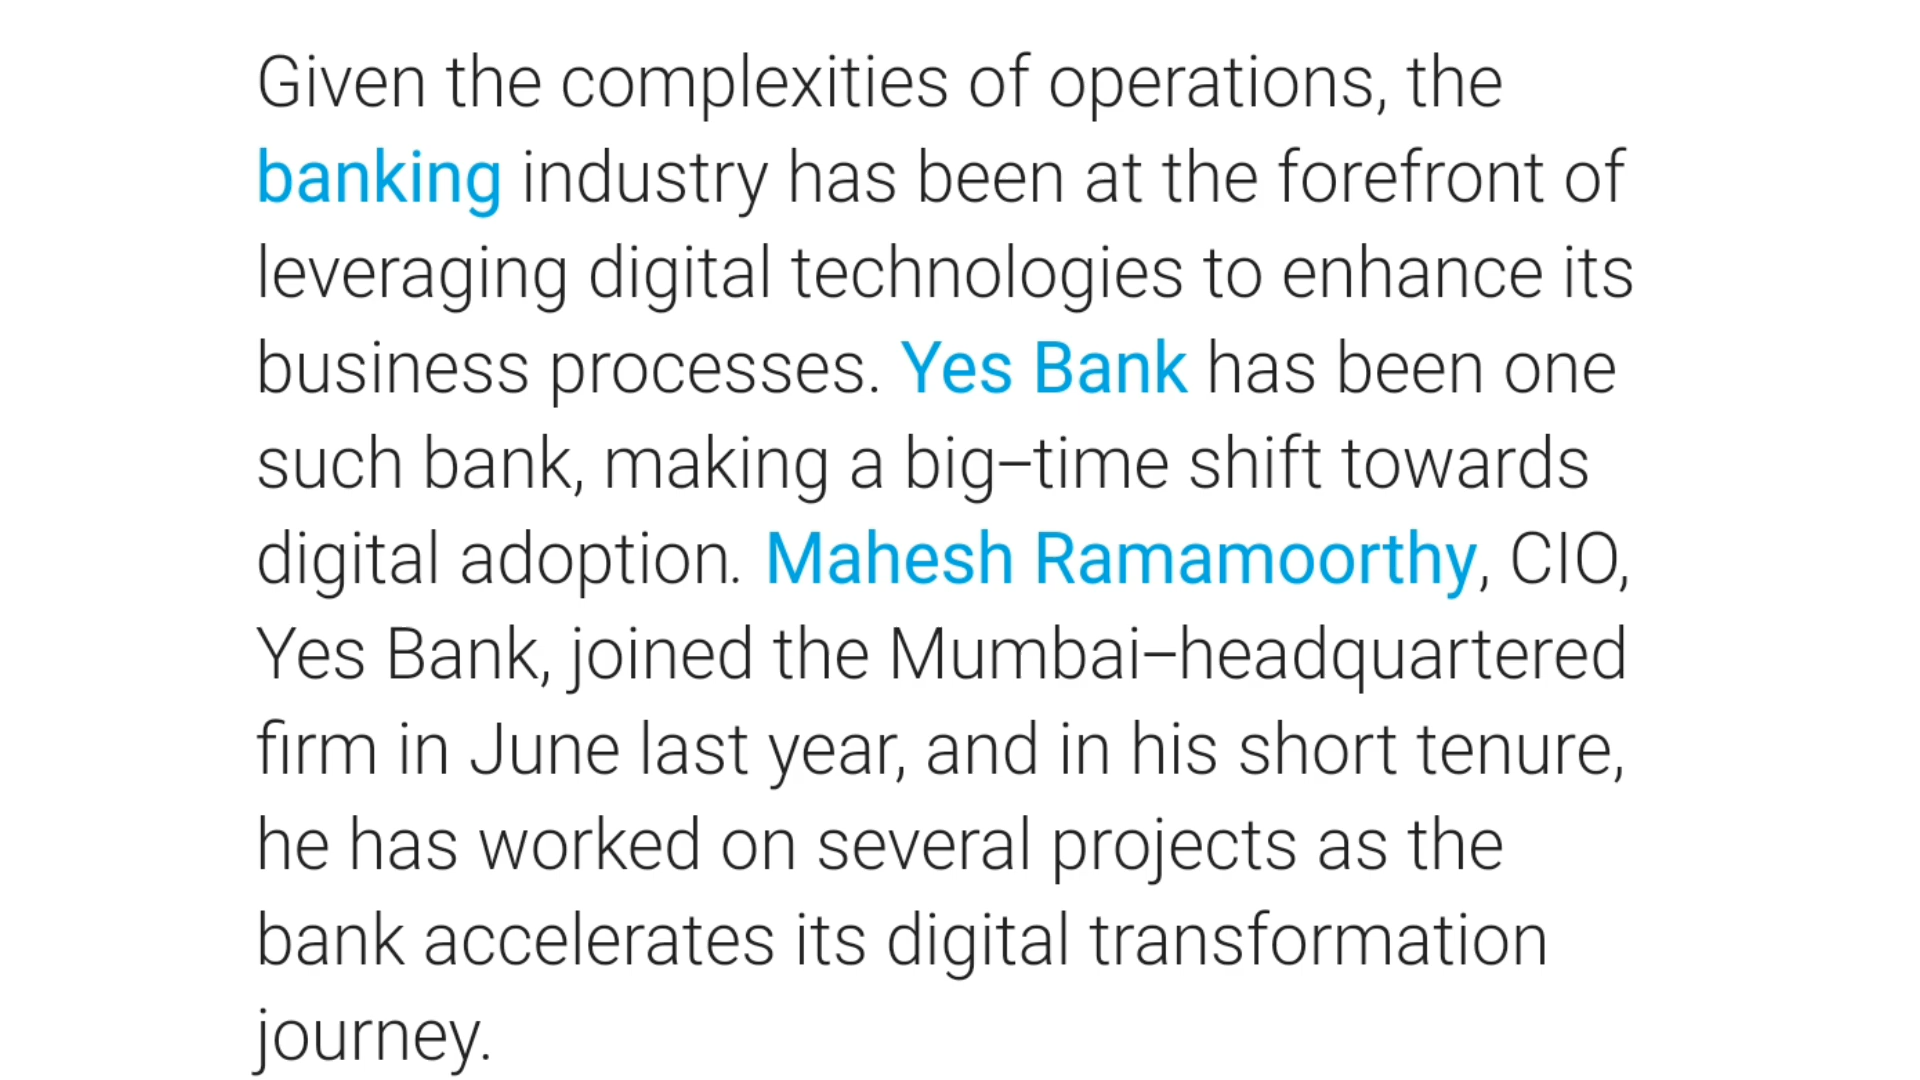 Given the complexities of operations, the
banking industry has been at the forefront of
leveraging digital technologies to enhance its
business processes. Yes Bank has been one
such bank, making a big–time shift towards
digital adoption. Mahesh Ramamoorthy, CIO,
Yes Bank, joined the Mumbai–headquartered
firm in June last year, and in his short tenure,
he has worked on several projects as the
bank accelerates its digital transformation
journey.